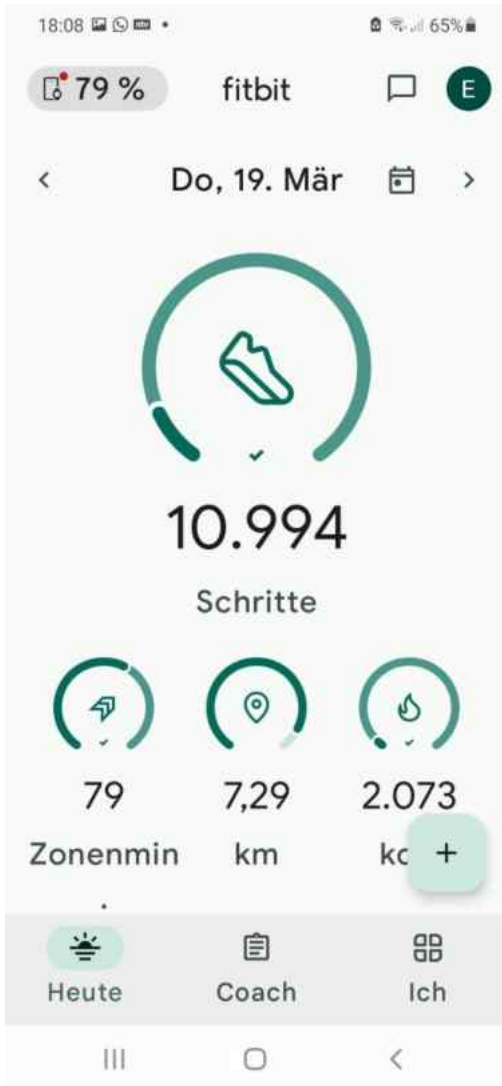 18:08 65%
79 % fitbit E
Do, 19. Mär
10.994
Schritte
79 7,29 2.073
Zonenmin km
.
Heute Coach Ich